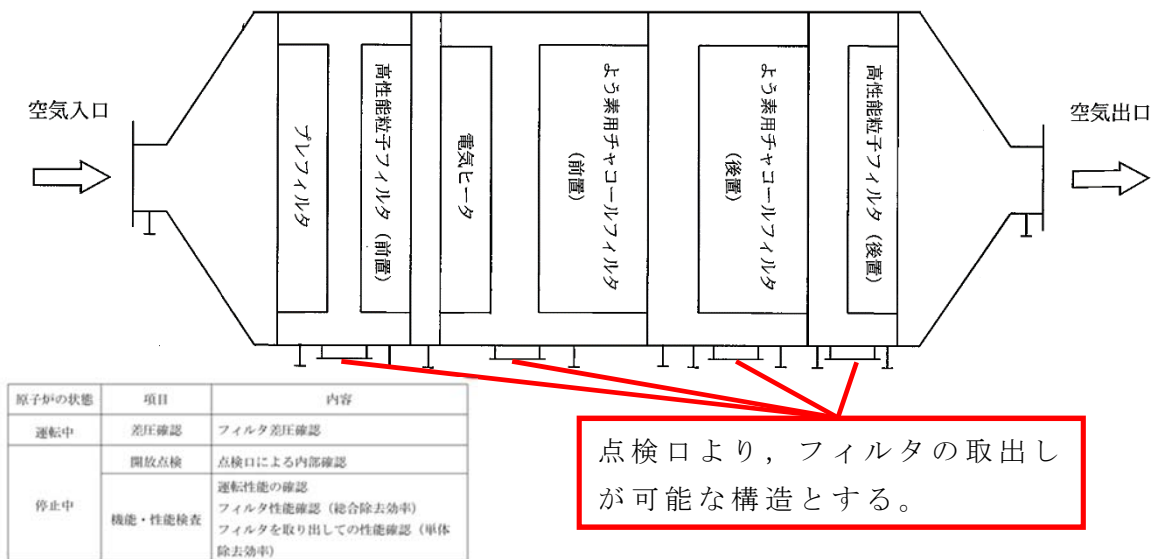 空気入口
プレフィルタ
高性能粒子フィルタ（前置）
電気ヒータ
よう素用チャコールフィルタ
（前置）
よう素用チャコールフィルタ
（後置）
高性能粒子フィルタ（後置）
空気出口
点検口より，フィルタの取出し
が可能な構造とする。
原子炉の状態 項目 内容
運転中 差圧確認 フィルタ差圧確認
停止中 開放点検 点検口による内部確認
機能・性能検査 運転性能の確認
フィルタ性能確認（総合除去効率）
フィルタを取り出しての性能確認（単体
除去効率）